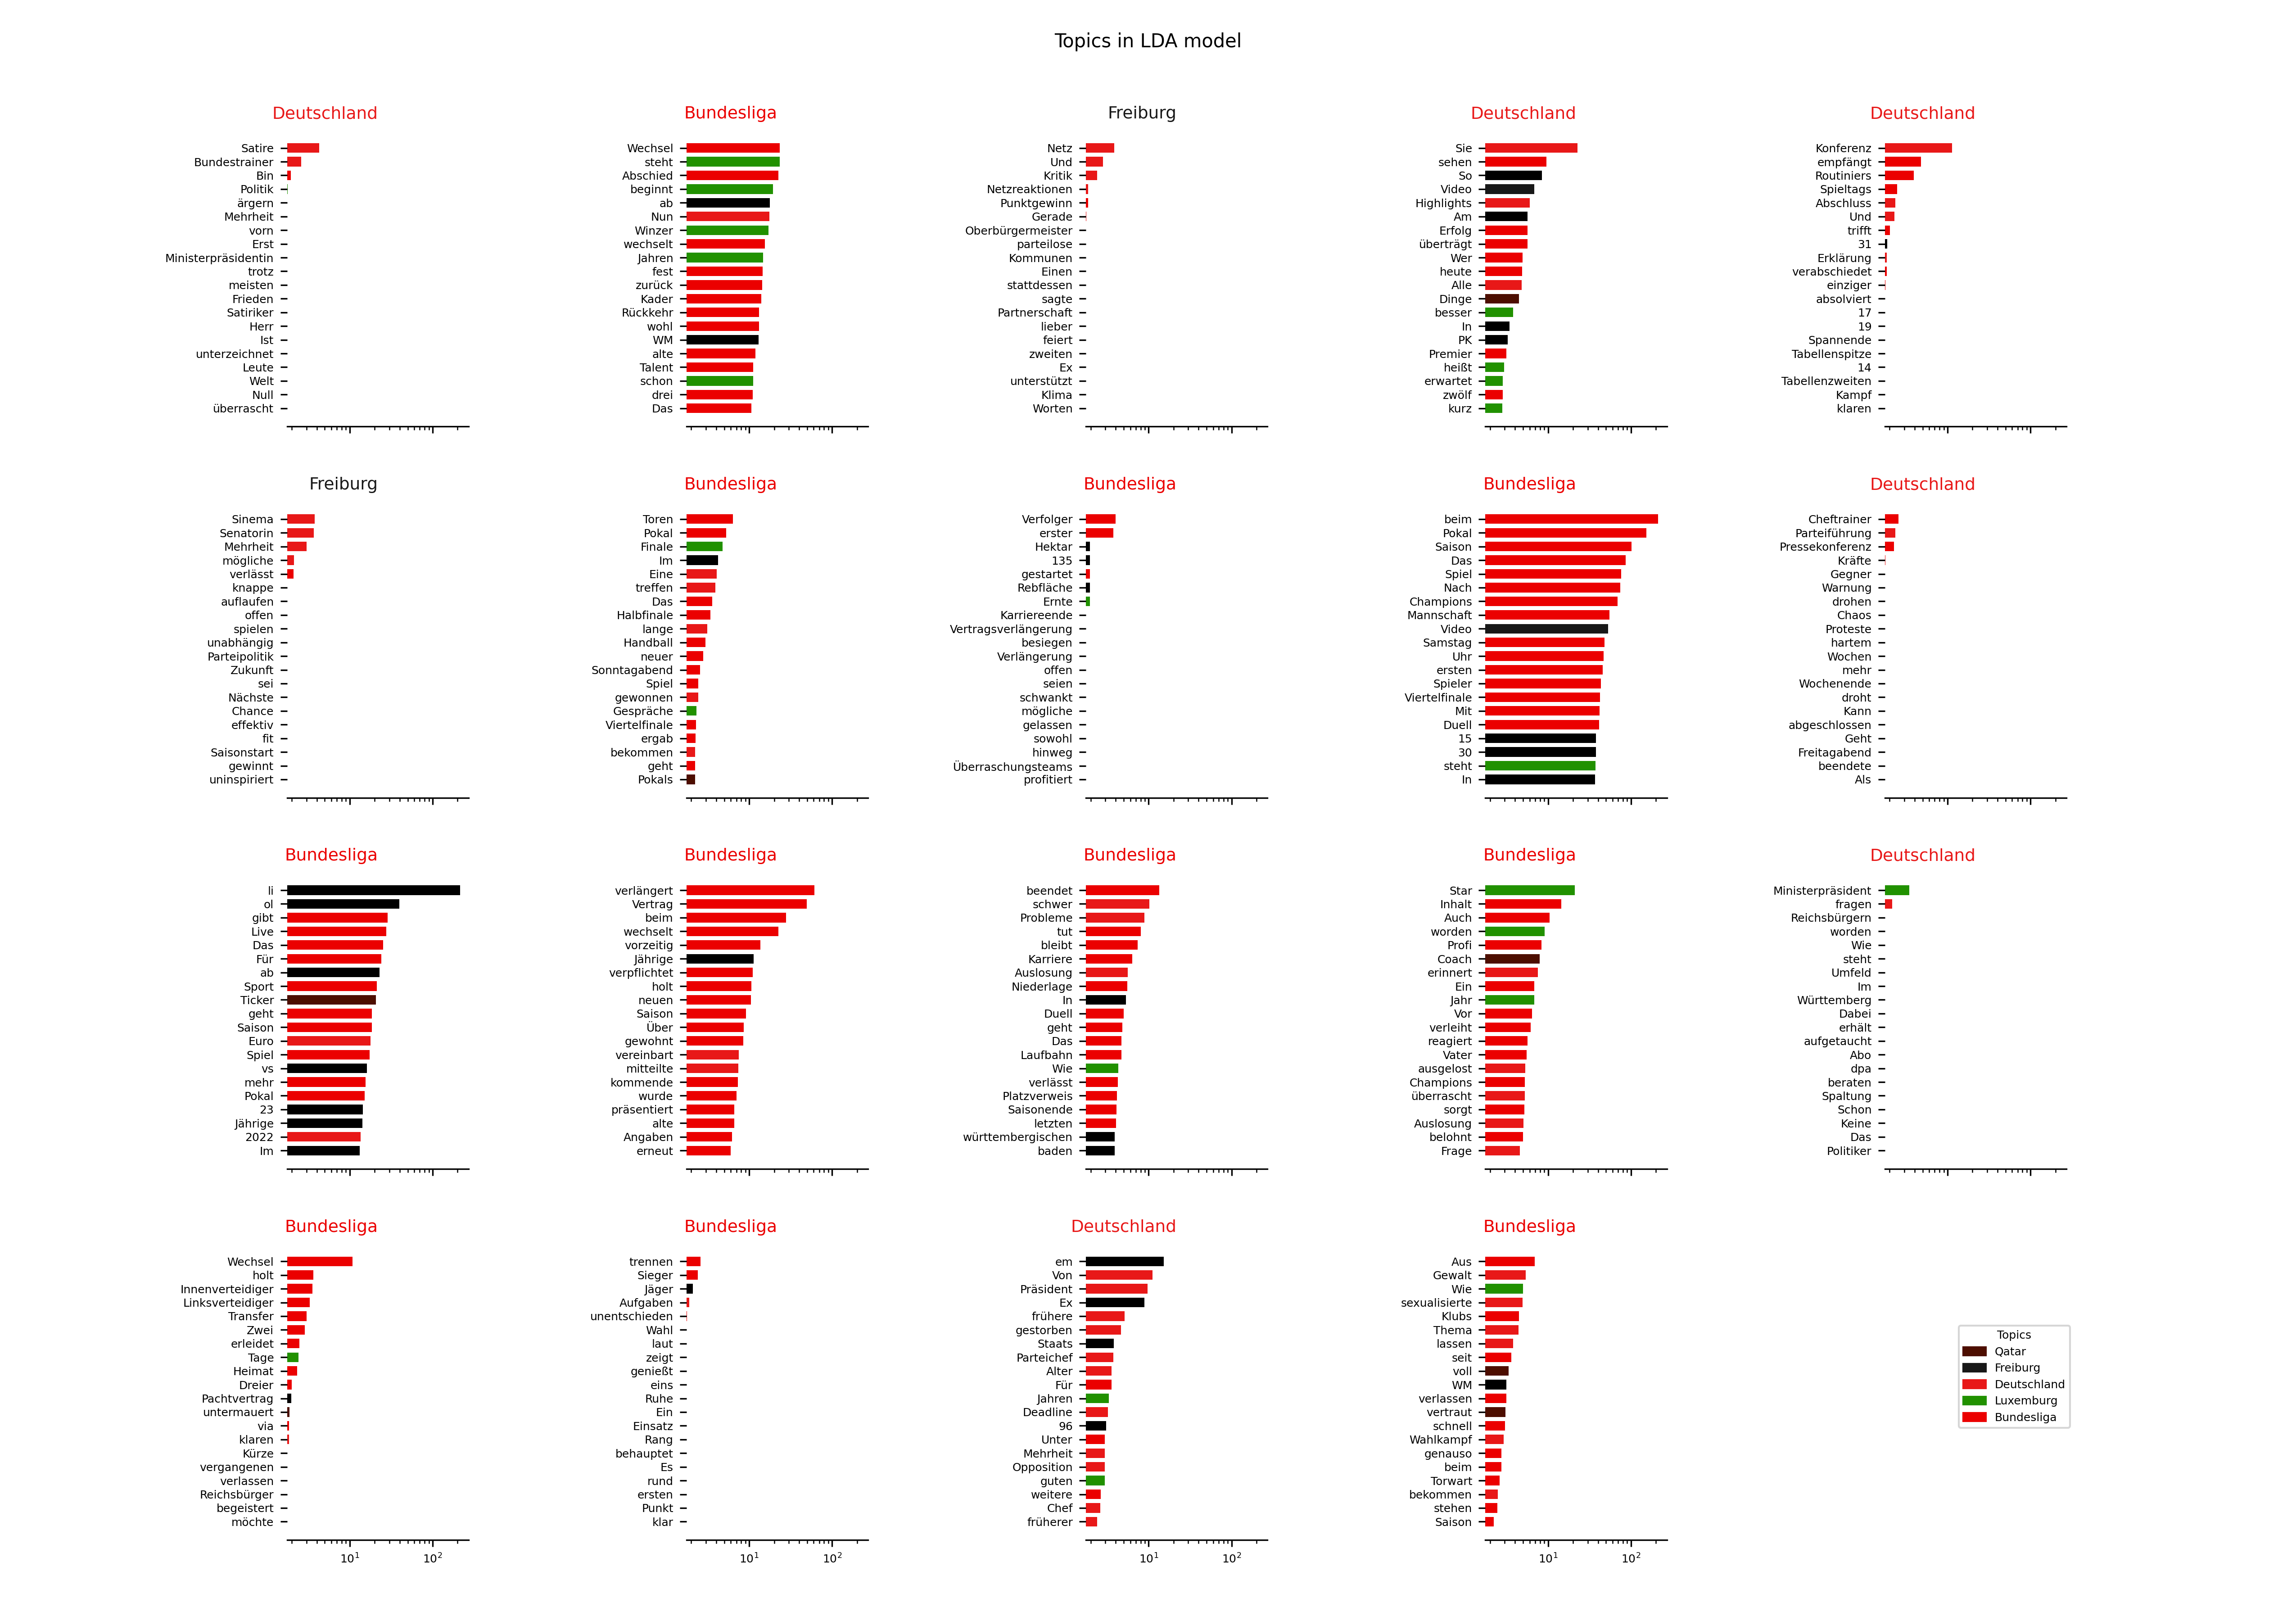 Topics in LDA model
Deutschland
Satire
Bundestrainer
Bin
Politik
ärgern
Mehrheit
vorn
Erst
Ministerpräsidentin
trotz
meisten
Frieden
Satiriker
Herr
Ist
unterzeichnet
Leute
Welt
Null
überrascht
Bundesliga
Wechsel
steht
Abschied
beginnt
ab
Nun
Winzer
wechselt
Jahren
fest
zurück
Kader
Rückkehr
wohl
WM
alte
Talent
schon
drei
Das
Freiburg
Netz
Und
Kritik
Netzreaktionen
Punktgewinn
Gerade
Oberbürgermeister
parteilose
Kommunen
Einen
stattdessen
sagte
Partnerschaft
lieber
feiert
zweiten
Ex
unterstützt
Klima
Worten
Deutschland
Sie
sehen
So
Video
Highlights
Am
Erfolg
überträgt
Wer
heute
Alle
Dinge
besser
In
PK
Premier
heißt
erwartet
zwölf
kurz
Deutschland
Konferenz
empfängt
Routiniers
Spieltags
Abschluss
Und
trifft
31
Erklärung
verabschiedet
einziger
absolviert
17
19
Spannende
Tabellenspitze
14
Tabellenzweiten
Kampf
klaren
Freiburg
Sinema
Senatorin
Mehrheit
mögliche
verlässt
knappe
auflaufen
offen
spielen
unabhängig
Parteipolitik
Zukunft
sei
Nächste
Chance
effektiv
fit
Saisonstart
gewinnt
uninspiriert
Bundesliga
Toren
Pokal
Finale
Im
Eine
treffen
Das
Halbfinale
lange
Handball
neuer
Sonntagabend
Spiel
gewonnen
Gespräche
Viertelfinale
ergab
bekommen
geht
Pokals
Bundesliga
Verfolger
erster
Hektar
135
gestartet
Rebfläche
Ernte
Karriereende
Vertragsverlängerung
besiegen
Verlängerung
offen
seien
schwankt
mögliche
gelassen
sowohl
hinweg
Überraschungsteams
profitiert
Bundesliga
beim
Pokal
Saison
Das
Spiel
Nach
Champions
Mannschaft
Video
Samstag
Uhr
ersten
Spieler
Viertelfinale
Mit
Duell
15
30
steht
In
Deutschland
Cheftrainer
Parteiführung
Pressekonferenz
Kräfte
Gegner
Warnung
drohen
Chaos
Proteste
hartem
Wochen
mehr
Wochenende
droht
Kann
abgeschlossen
Geht
Freitagabend
beendete
Als
Bundesliga
li
ol
gibt
Live
Das
Für
ab
Sport
Ticker
geht
Saison
Euro
Spiel
vs
mehr
Pokal
23
Jährige
2022
Im
Bundesliga
verlängert
Vertrag
beim
wechselt
vorzeitig
Jährige
verpflichtet
holt
neuen
Saison
Über
gewohnt
vereinbart
mitteilte
kommende
wurde
präsentiert
alte
Angaben
erneut
Bundesliga
beendet
schwer
Probleme
tut
bleibt
Karriere
Auslosung
Niederlage
In
Duell
geht
Das
Laufbahn
Wie
verlässt
Platzverweis
Saisonende
letzten
württembergischen
baden
Bundesliga
Star
Inhalt
Auch
worden
Profi
Coach
erinnert
Ein
Jahr
Vor
verleiht
reagiert
Vater
ausgelost
Champions
überrascht
sorgt
Auslosung
belohnt
Frage
Deutschland
Ministerpräsident
fragen
Reichsbürgern
worden
Wie
steht
Umfeld
Im
Württemberg
Dabei
erhält
aufgetaucht
Abo
dpa
beraten
Spaltung
Schon
Keine
Das
Politiker
Bundesliga
Wechsel
holt
Innenverteidiger
Linksverteidiger
Transfer
Zwei
erleidet
Tage
Heimat
Dreier
Pachtvertrag
untermauert
via
klaren
Kürze
vergangenen
verlassen
Reichsbürger
begeistert
möchte
10¹ 10²
Bundesliga
trennen
Sieger
Jäger
Aufgaben
unentschieden
Wahl
laut
zeigt
genießt
eins
Ruhe
Ein
Einsatz
Rang
behauptet
Es
rund
ersten
Punkt
klar
10¹ 10²
Deutschland
em
Von
Präsident
Ex
frühere
gestorben
Staats
Parteichef
Alter
Für
Jahren
Deadline
96
Unter
Mehrheit
Opposition
guten
weitere
Chef
früherer
10¹ 10²
Bundesliga
Aus
Gewalt
Wie
sexualisierte
Klubs
Thema
lassen
seit
voll
WM
verlassen
vertraut
schnell
Wahlkampf
genauso
beim
Torwart
bekommen
stehen
Saison
10¹ 10²
Topics
Qatar
Freiburg
Deutschland
Luxemburg
Bundesliga